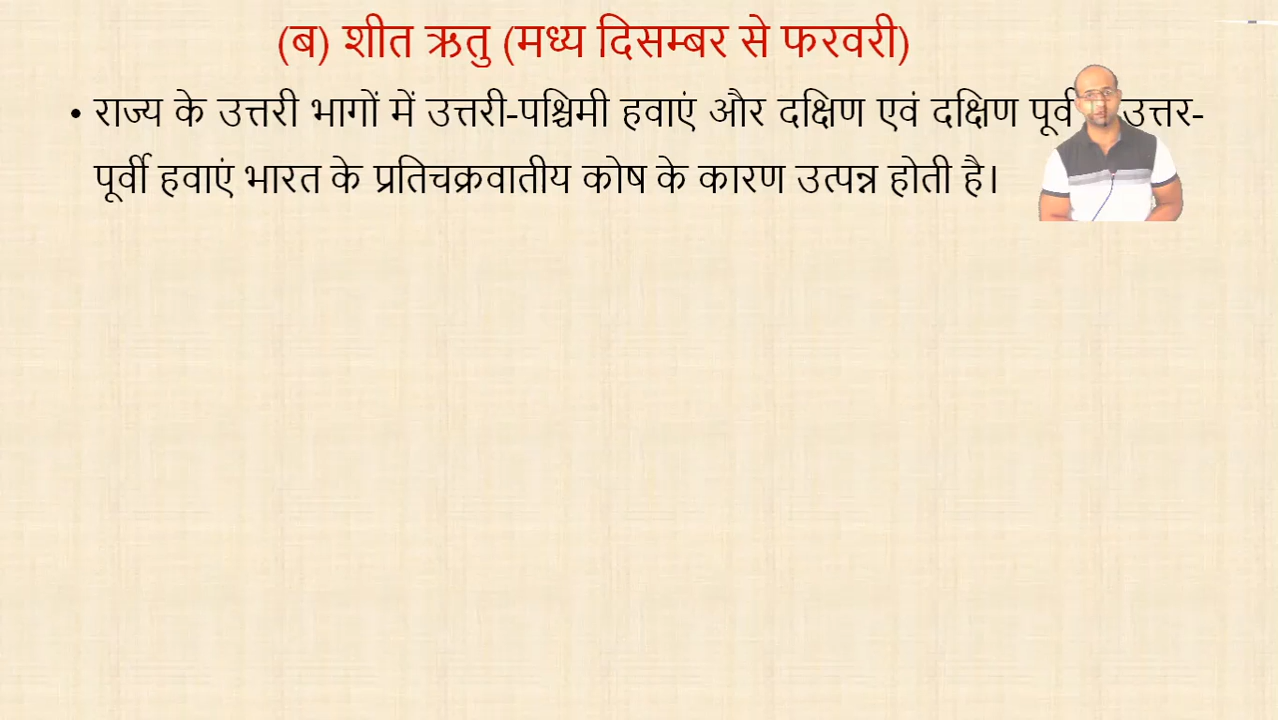 (ब) शीत ऋतु (मध्य दिसम्बर से फरवरी)
• राज्य के उत्तरी भागों में उत्तरी-पश्चिमी हवाएं और दक्षिण एवं दक्षिण पूर्व उत्तर-
पूर्वी हवाएं भारत के प्रतिचक्रवातीय कोष के कारण उत्पन्न होती है।